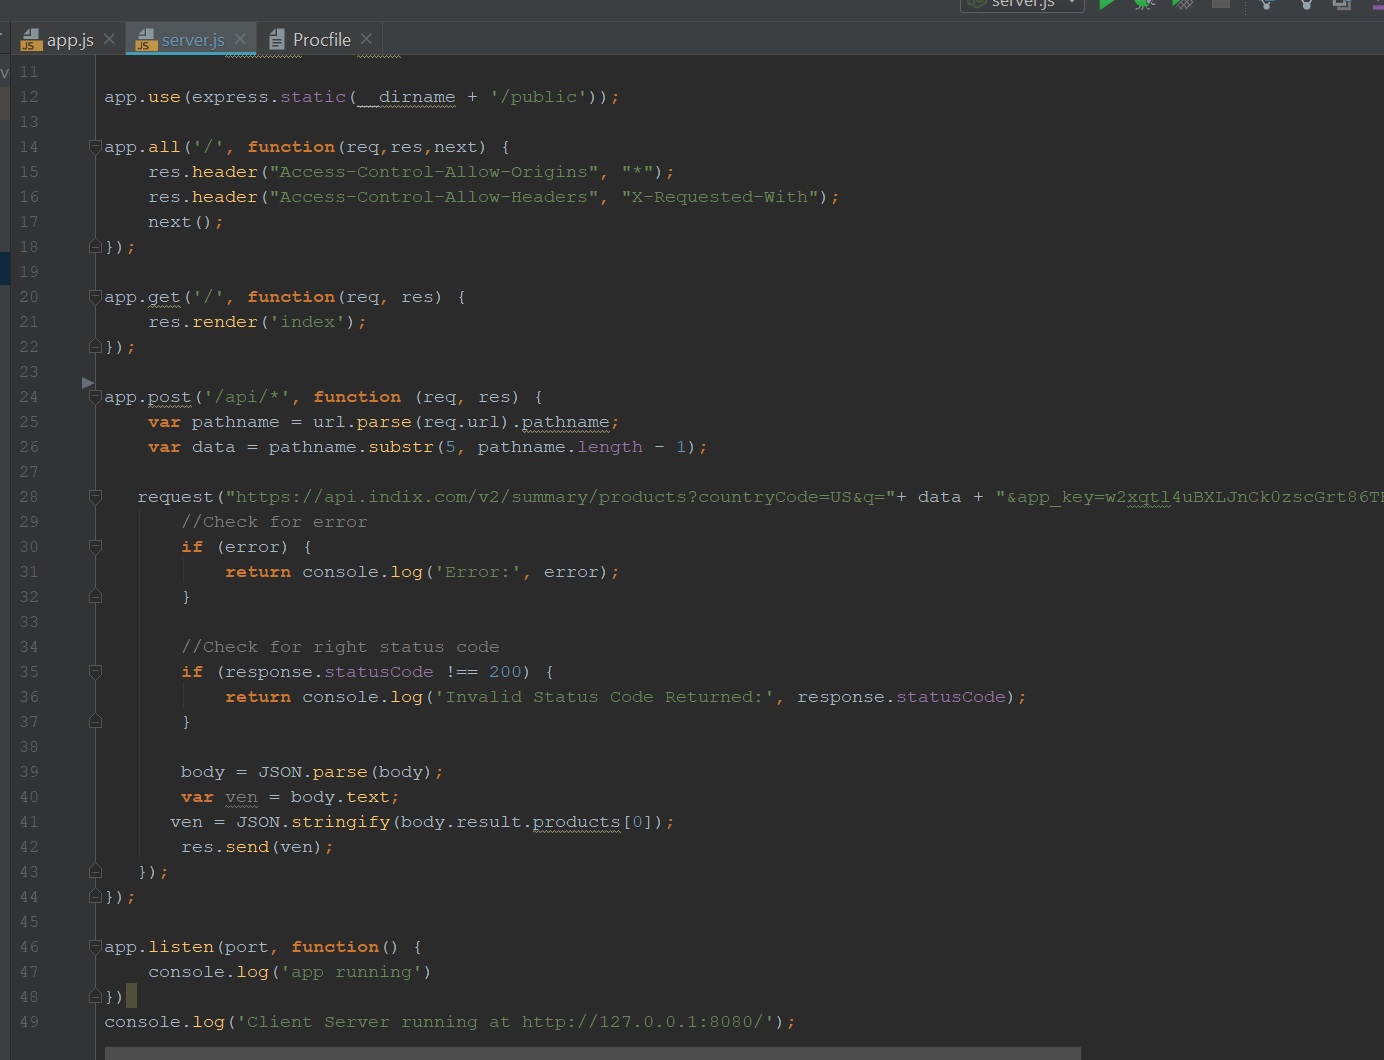 server.js
app.js
server.js
Procfile
11
12 app.use(express.static(__dirname + '/public'));
13
14 app.all('/', function(req,res,next) {
15 res.header("Access-Control-Allow-Origins", "*");
16 res.header("Access-Control-Allow-Headers", "X-Requested-With");
17 next();
18 });
19
20 app.get('/', function(req, res) {
21 res.render('index');
22 });
23
24 app.post('/api/*', function (req, res) {
25 var pathname = url.parse(req.url).pathname;
26 var data = pathname.substr(5, pathname.length - 1);
27
28 request("https://api.indix.com/v2/summary/products?countryCode=US&q="+ data + "&app_key=w2xqtl4uBXLJnCk0zscGrt86T
29 //Check for error
30 if (error) {
31 return console.log('Error:', error);
32 }
33
34 //Check for right status code
35 if (response.statusCode !== 200) {
36 return console.log('Invalid Status Code Returned:', response.statusCode);
37 }
38
39 body = JSON.parse(body);
40 var ven = body.text;
41 ven = JSON.stringify(body.result.products[0]);
42 res.send(ven);
43 });
44 });
45
46 app.listen(port, function() {
47 console.log('app running')
48 })
49 console.log('Client Server running at http://127.0.0.1:8080/');